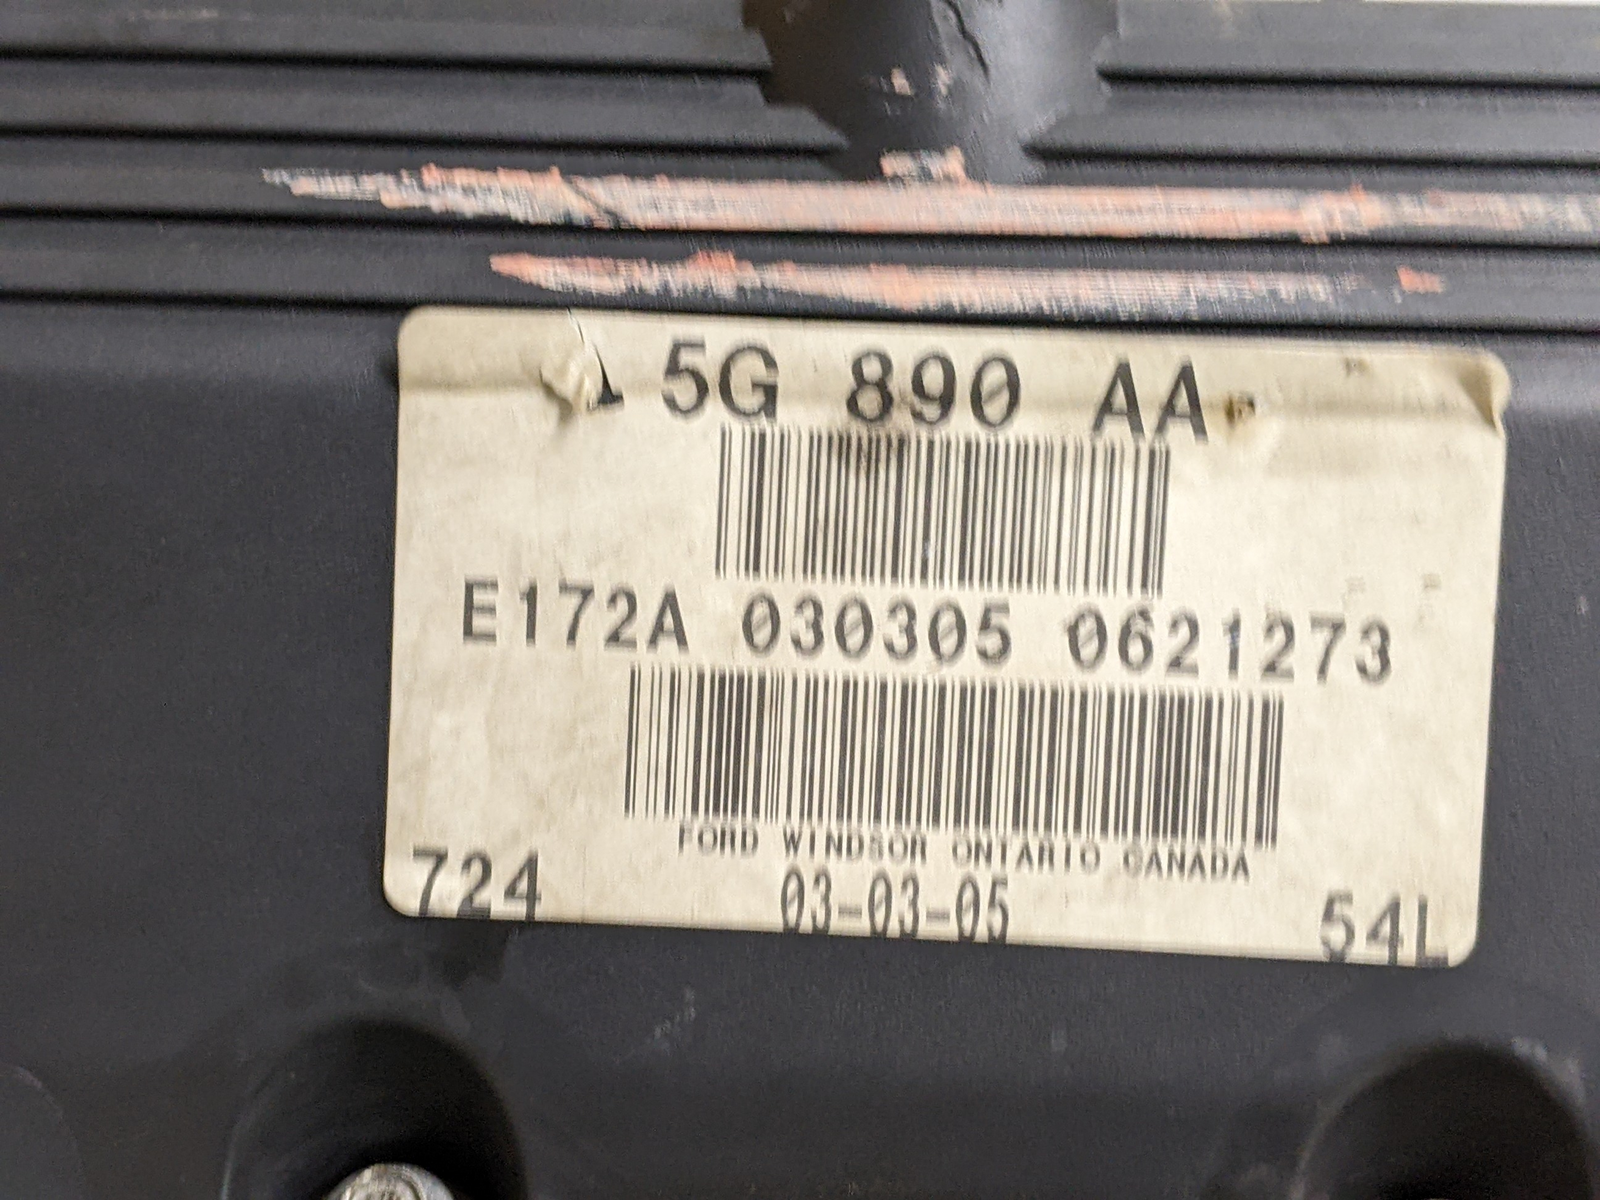 5G 890 AA
E172A 030305 0621273
FORD WINDSOR ONTARIO CANADA
724 03-03-05 54L